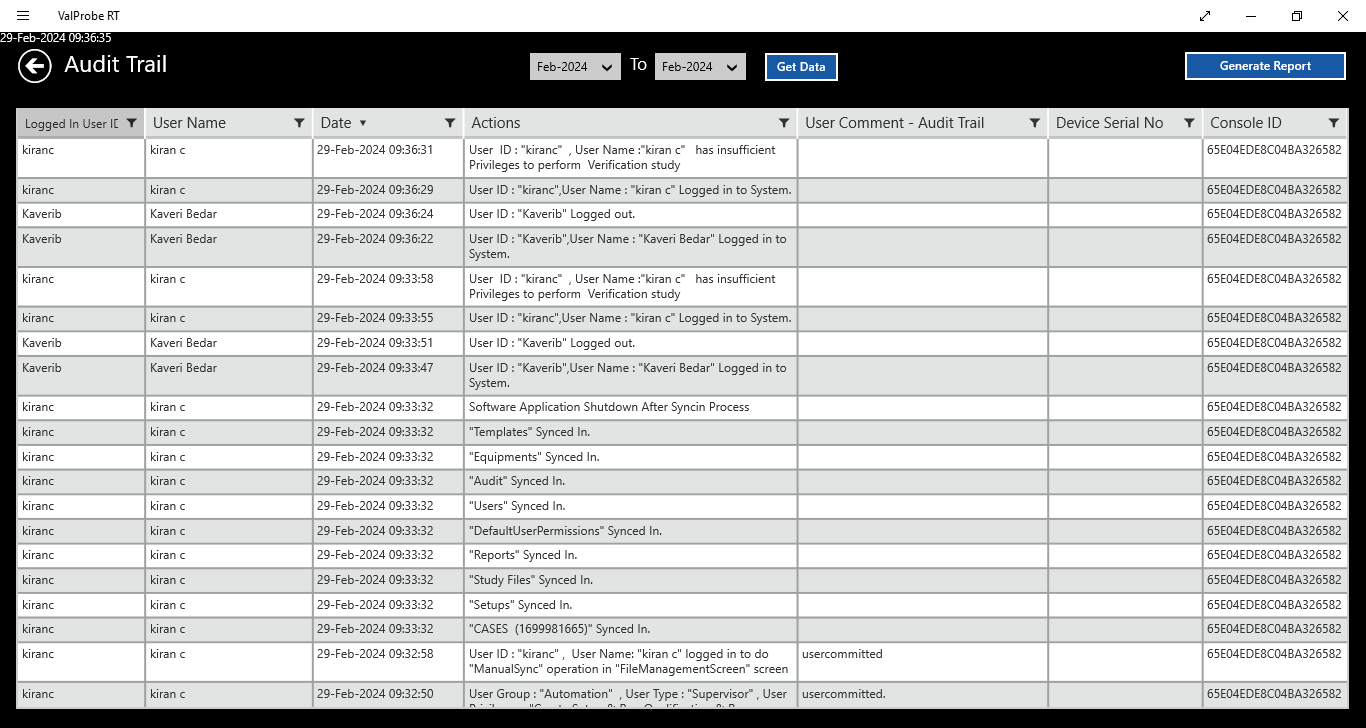 ValProbe RT
29-Feb-2024 09:36:35
Audit Trail
Feb-2024 To Feb-2024 Get Data Generate Report
Logged In User ID User Name Date Actions User Comment - Audit Trail Device Serial No Console ID
kiranc kiran c 29-Feb-2024 09:36:31 User ID : "kiranc" , User Name :"kiran c" has insufficient 65E04EDE8C04BA326582
Privileges to perform Verification study
kiranc kiran c 29-Feb-2024 09:36:29 User ID : "kiranc",User Name : "kiran c" Logged in to System. 65E04EDE8C04BA326582
Kaverib Kaveri Bedar 29-Feb-2024 09:36:24 User ID : "Kaverib" Logged out. 65E04EDE8C04BA326582
Kaverib Kaveri Bedar 29-Feb-2024 09:36:22 User ID : "Kaverib",User Name : "Kaveri Bedar" Logged in to 65E04EDE8C04BA326582
System.
kiranc kiran c 29-Feb-2024 09:33:58 User ID : "kiranc" , User Name :"kiran c" has insufficient 65E04EDE8C04BA326582
Privileges to perform Verification study
kiranc kiran c 29-Feb-2024 09:33:55 User ID : "kiranc",User Name : "kiran c" Logged in to System. 65E04EDE8C04BA326582
Kaverib Kaveri Bedar 29-Feb-2024 09:33:51 User ID : "Kaverib" Logged out. 65E04EDE8C04BA326582
Kaverib Kaveri Bedar 29-Feb-2024 09:33:47 User ID : "Kaverib",User Name : "Kaveri Bedar" Logged in to 65E04EDE8C04BA326582
System.
kiranc kiran c 29-Feb-2024 09:33:32 Software Application Shutdown After Syncin Process 65E04EDE8C04BA326582
kiranc kiran c 29-Feb-2024 09:33:32 "Templates" Synced In. 65E04EDE8C04BA326582
kiranc kiran c 29-Feb-2024 09:33:32 "Equipments" Synced In. 65E04EDE8C04BA326582
kiranc kiran c 29-Feb-2024 09:33:32 "Audit" Synced In. 65E04EDE8C04BA326582
kiranc kiran c 29-Feb-2024 09:33:32 "Users" Synced In. 65E04EDE8C04BA326582
kiranc kiran c 29-Feb-2024 09:33:32 "DefaultUserPermissions" Synced In. 65E04EDE8C04BA326582
kiranc kiran c 29-Feb-2024 09:33:32 "Reports" Synced In. 65E04EDE8C04BA326582
kiranc kiran c 29-Feb-2024 09:33:32 "Study Files" Synced In. 65E04EDE8C04BA326582
kiranc kiran c 29-Feb-2024 09:33:32 "Setups" Synced In. 65E04EDE8C04BA326582
kiranc kiran c 29-Feb-2024 09:33:32 "CASES (1699981665)" Synced In. 65E04EDE8C04BA326582
kiranc kiran c 29-Feb-2024 09:32:58 User ID : "kiranc" , User Name: "kiran c" logged in to do usercommitted 65E04EDE8C04BA326582
"ManualSync" operation in "FileManagementScreen" screen
kiranc kiran c 29-Feb-2024 09:32:50 User Group : "Automation" , User Type : "Supervisor" , User usercommitted. 65E04EDE8C04BA326582